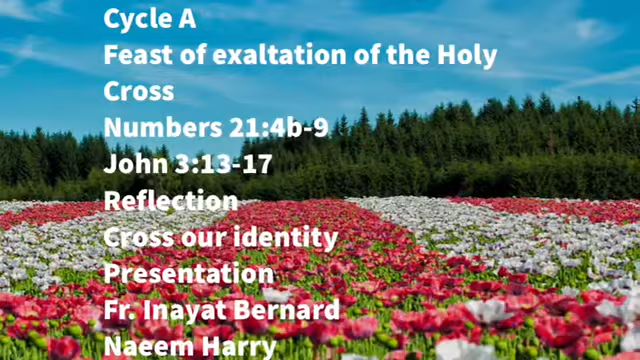 Cycle A
Feast of exaltation of the Holy
Cross
Numbers 21:4b-9
John 3:13-17
Reflection
Cross our identity
Presentation
Fr. Inayat Bernard
Naeem Harry